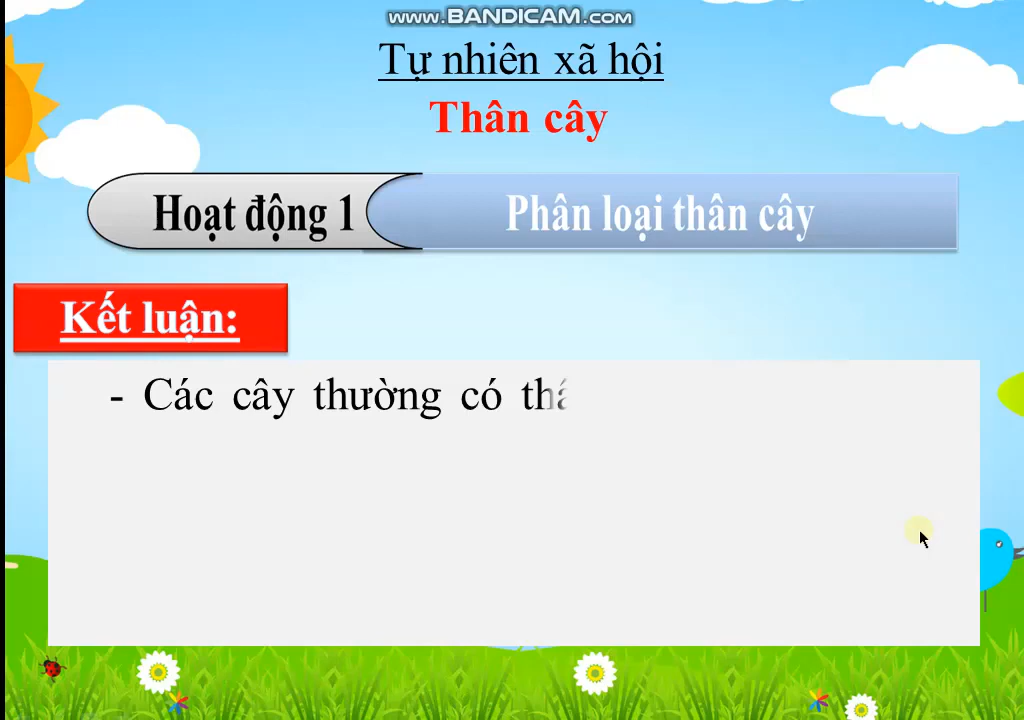 www.BANDICAM.com
Tự nhiên xã hội
Thân cây
Hoạt động 1
Phân loại thân cây
Kết luận:
- Các cây thường có